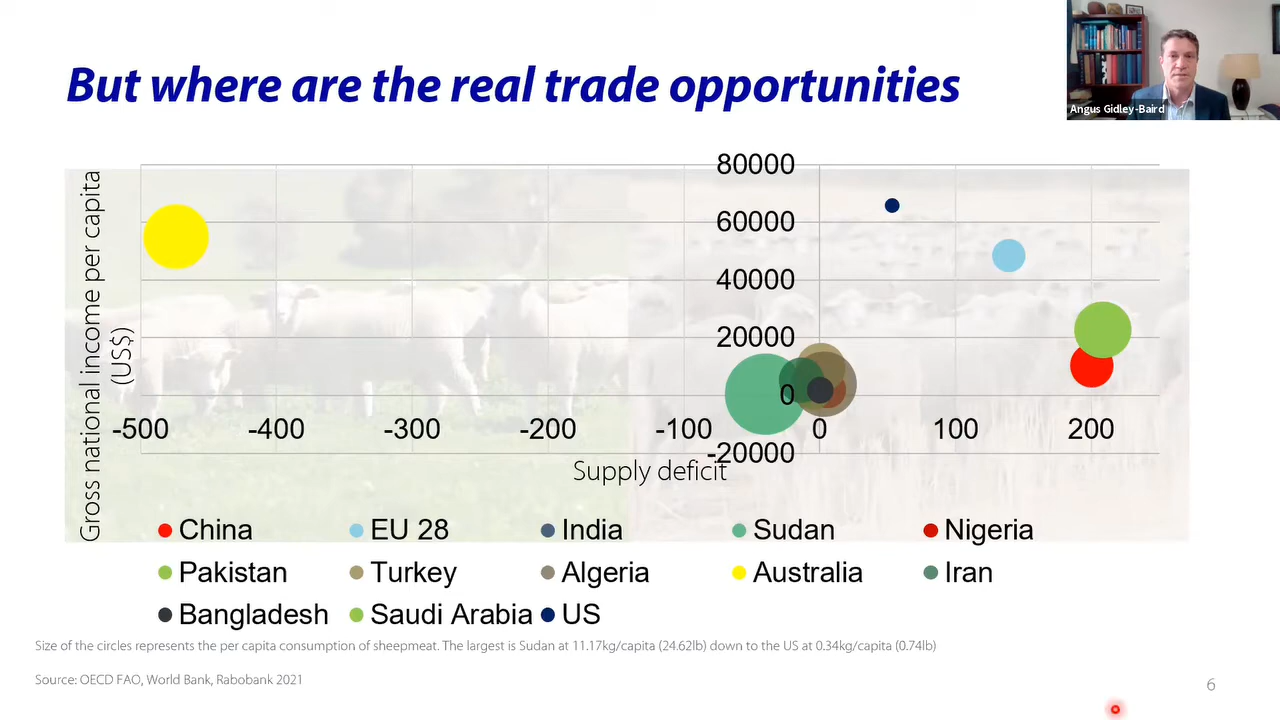 But where are the real trade opportunities
Angus Gidley-Baird
Gross national income per capita
(US$)
80000
60000
40000
20000
0
-20000
-500 -400 -300 -200 -100 0 100 200
Supply deficit
China EU 28 India Sudan Nigeria
Pakistan Turkey Algeria Australia Iran
Bangladesh Saudi Arabia US
Size of the circles represents the per capita consumption of sheepmeat. The largest is Sudan at 11.17kg/capita (24.62lb) down to the US at 0.34kg/capita (0.74lb)
Source: OECD FAO, World Bank, Rabobank 2021
6